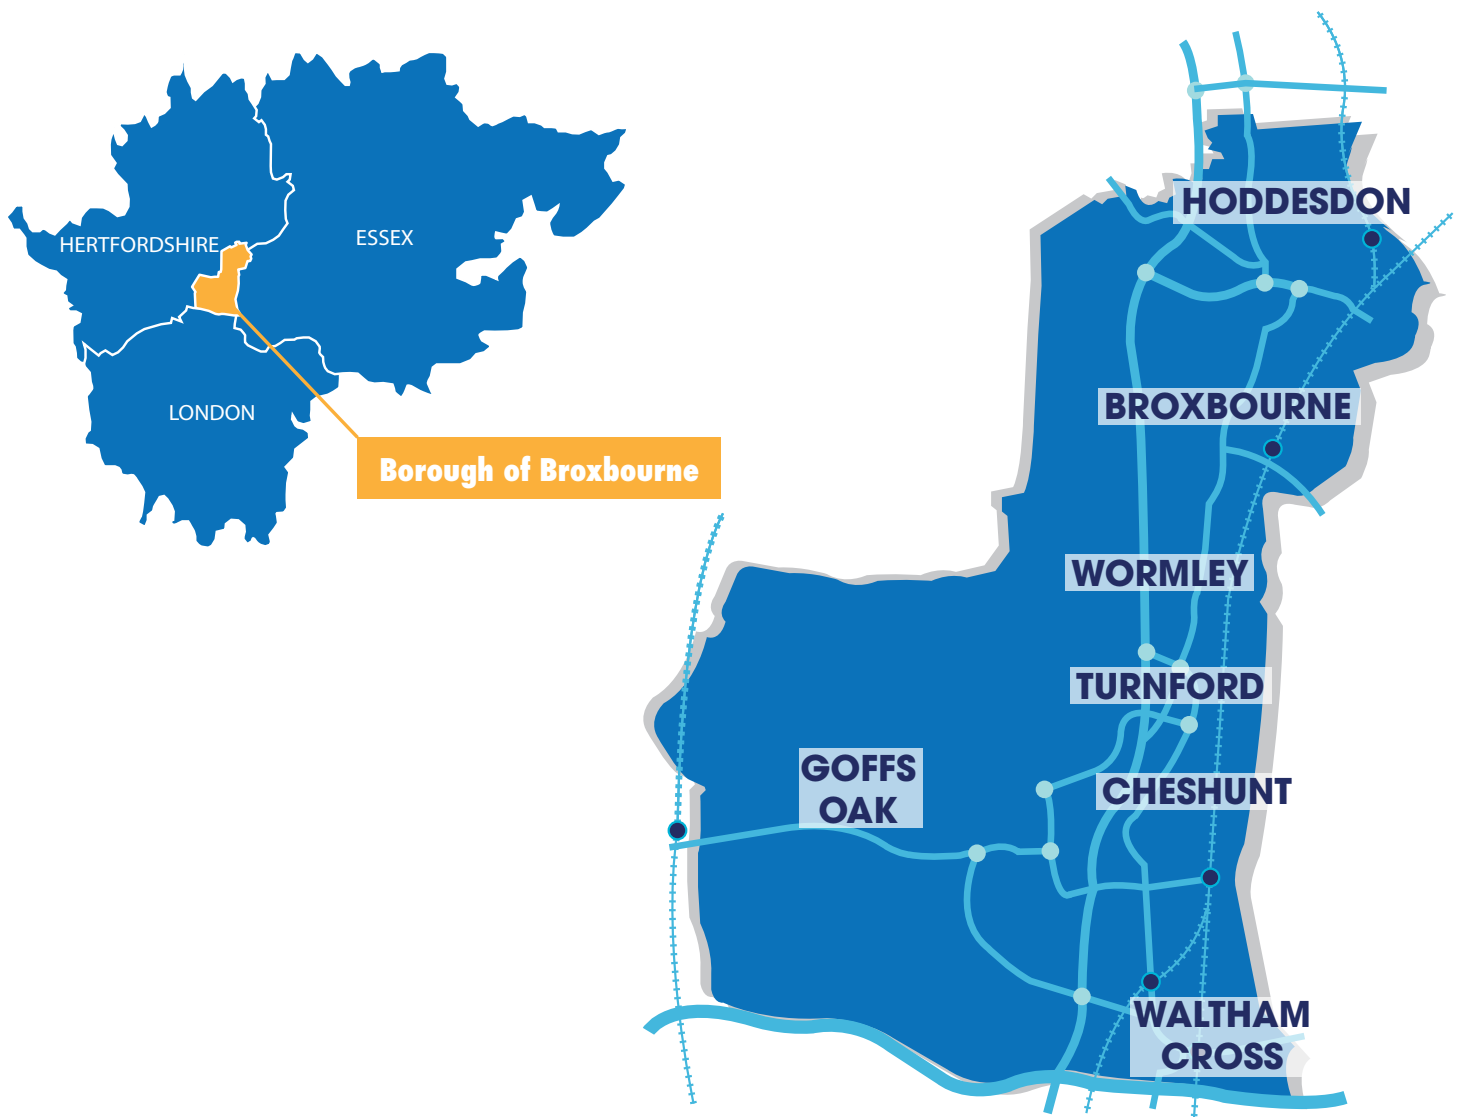 HERTFORDSHIRE
ESSEX
LONDON
Borough of Broxbourne
HODDESDON
BROXBOURNE
WORMLEY
TURNFORD
GOFFS
OAK
CHESHUNT
WALTHAM
CROSS